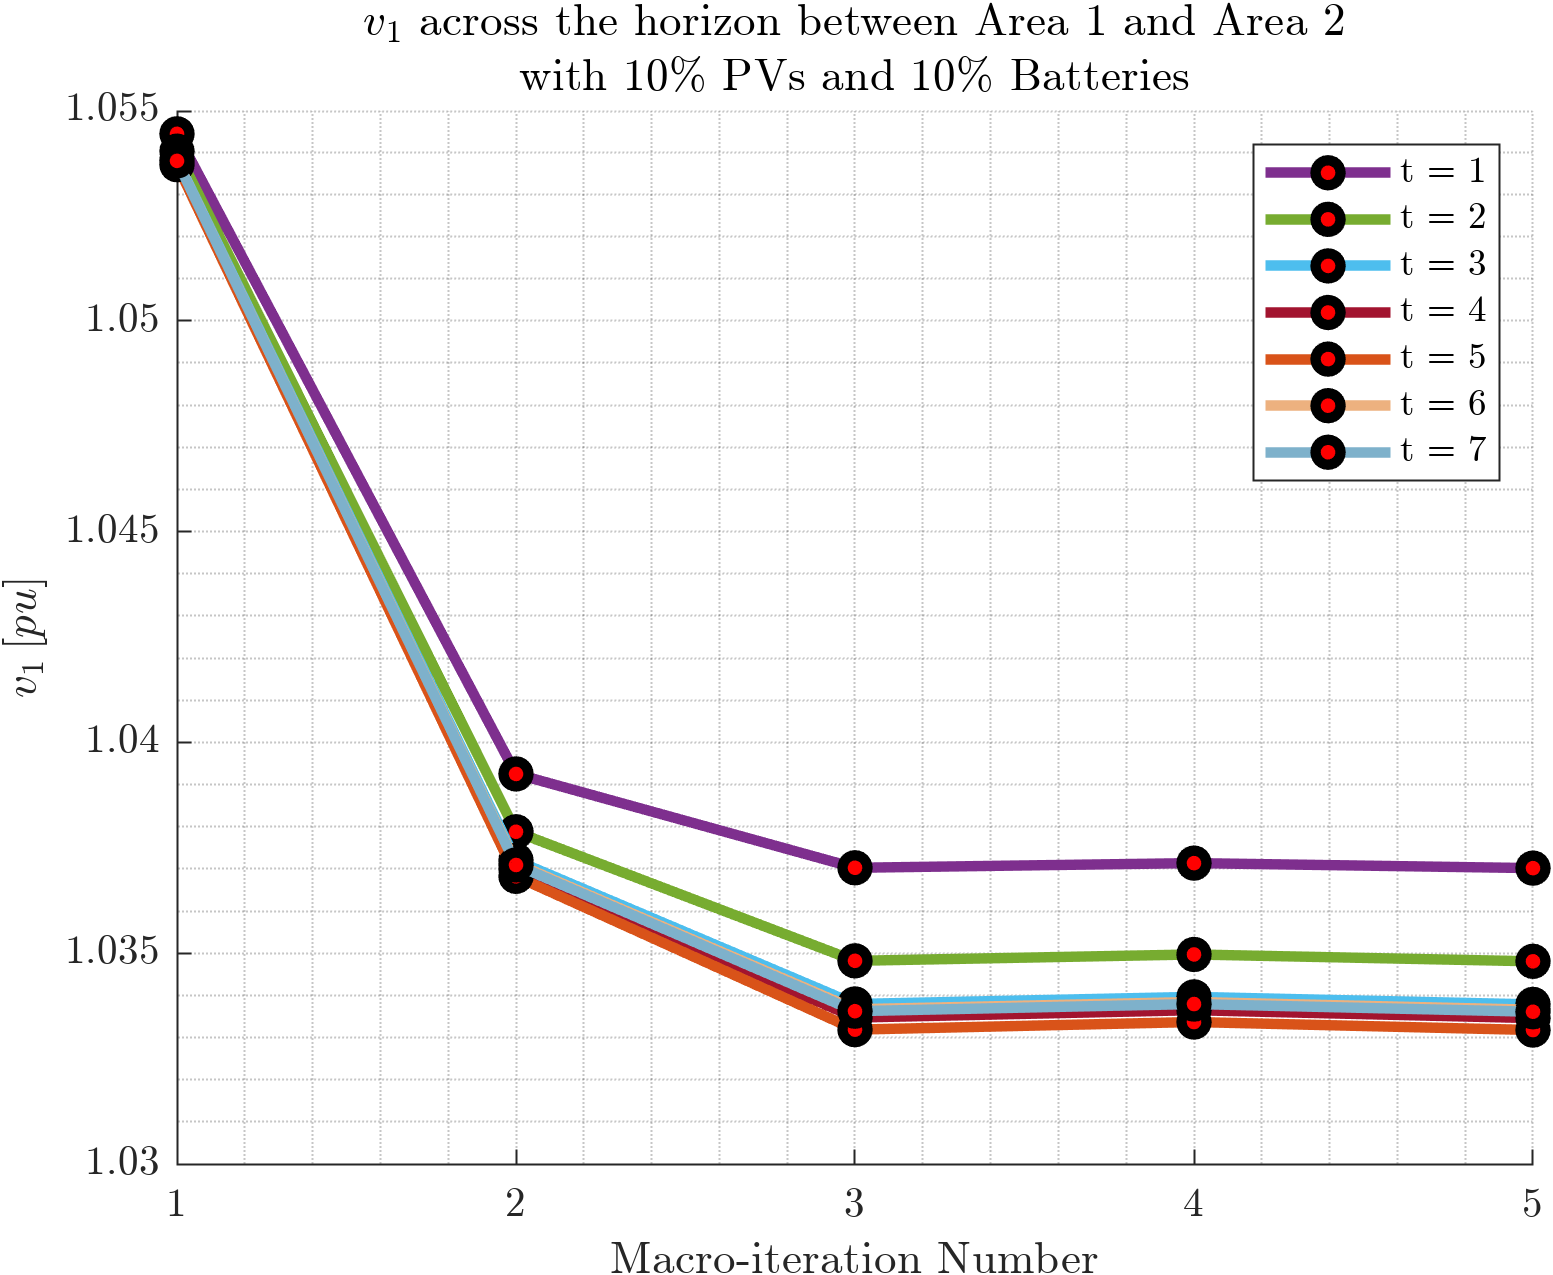 v₁ across the horizon between Area 1 and Area 2
with 10% PVs and 10% Batteries
1.055
1.05
1.045
1.04
1.035
1.03
v₁ [pu]
t = 1
t = 2
t = 3
t = 4
t = 5
t = 6
t = 7
1 2 3 4 5
Macro-iteration Number